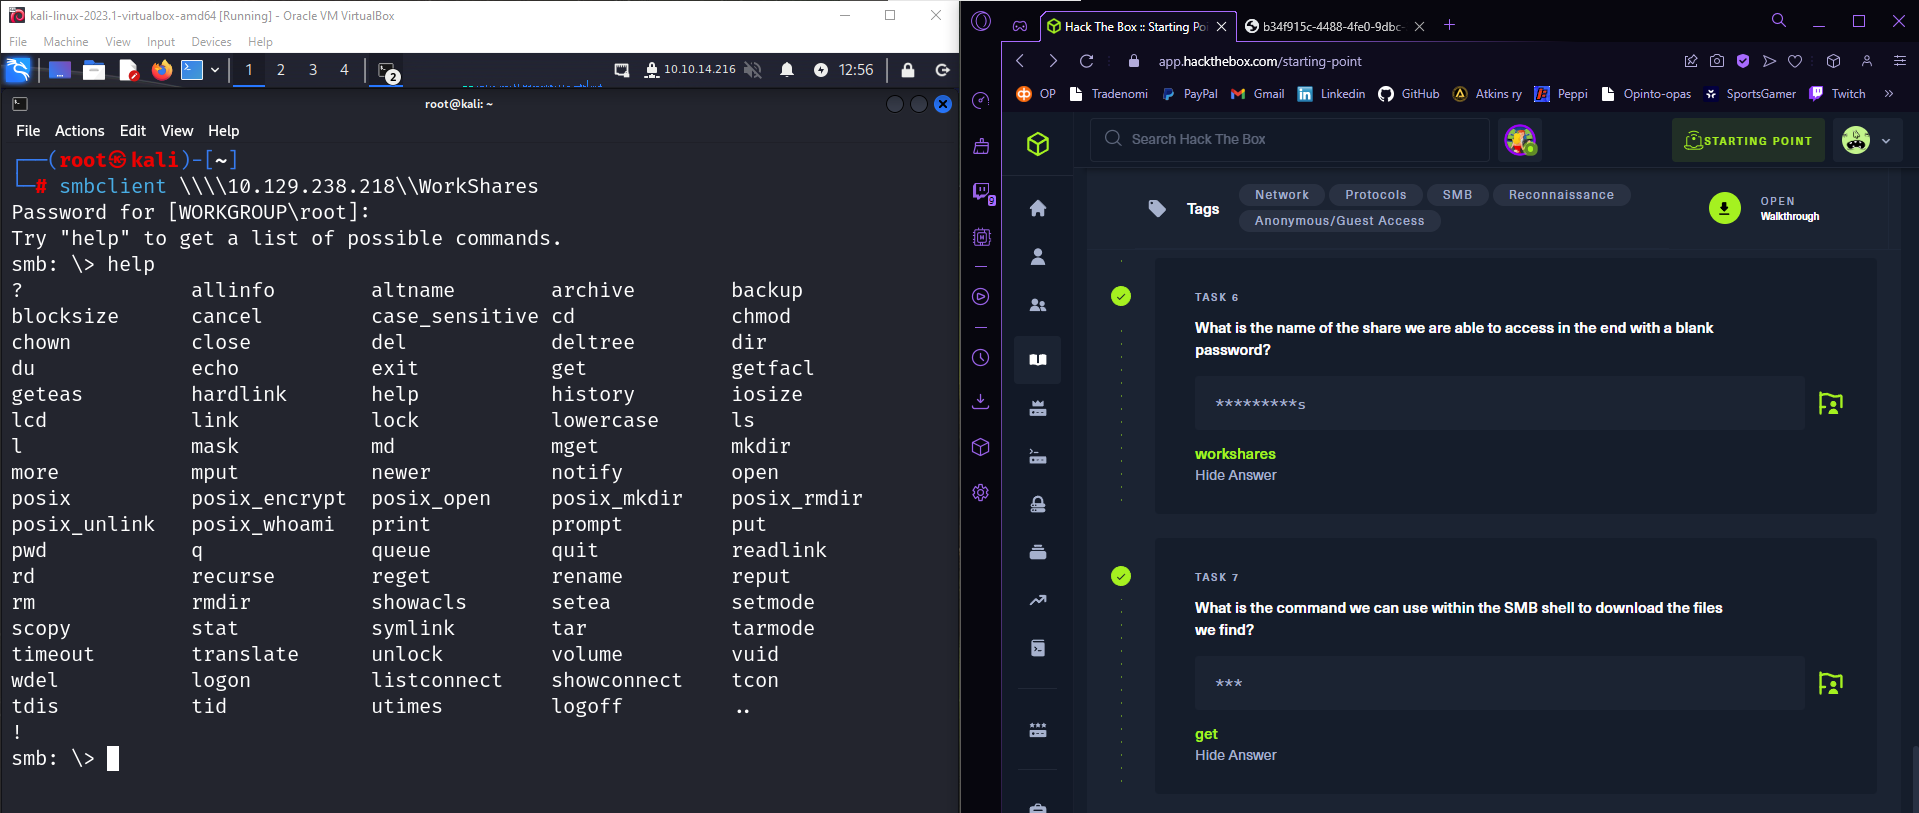 kali-linux-2023.1-virtualbox-amd64 [Running] - Oracle VM VirtualBox
File Machine View Input Devices Help
1 2 3 4 2 10.10.14.216 12:56
root@kali: ~
File Actions Edit View Help
┌──(root㉿kali)-[~]
└─# smbclient \\\\10.129.238.218\\WorkShares
Password for [WORKGROUP\root]:
Try "help" to get a list of possible commands.
smb: \> help
? allinfo altname archive backup
blocksize cancel case_sensitive cd chmod
chown close del deltree dir
du echo exit get getfacl
geteas hardlink help history iosize
lcd link lock lowercase ls
l mask md mget mkdir
more mput newer notify open
posix posix_encrypt posix_open posix_mkdir posix_rmdir
posix_unlink posix_whoami print prompt put
pwd q queue quit readlink
rd recurse reget rename reput
rm rmdir showacls setea setmode
scopy stat symlink tar tarmode
timeout translate unlock volume vuid
wdel logon listconnect showconnect tcon
tdis tid utimes logoff ..
!
smb: \>
Hack The Box :: Starting Poi
b34f915c-4488-4fe0-9dbc-
app.hackthebox.com/starting-point
OP Tradenomi PayPal Gmail Linkedin GitHub Atkins ry Peppi Opinto-opas SportsGamer Twitch »
Search Hack The Box
STARTING POINT
9
Tags
Network Protocols SMB Reconnaissance
Anonymous/Guest Access
OPEN
Walkthrough
TASK 6
What is the name of the share we are able to access in the end with a blank
password?
*********s
workshares
Hide Answer
TASK 7
What is the command we can use within the SMB shell to download the files
we find?
***
get
Hide Answer